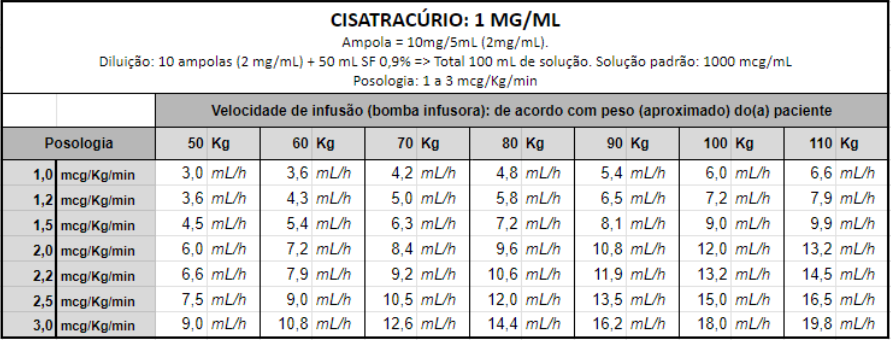 CISATRACÚRIO: 1 MG/ML
Ampola = 10mg/5mL (2mg/mL).
Diluição: 10 ampolas (2 mg/mL) + 50 mL SF 0,9% => Total 100 mL de solução. Solução padrão: 1000 mcg/mL
Posologia: 1 a 3 mcg/Kg/min
Velocidade de infusão (bomba infusora): de acordo com peso (aproximado) do(a) paciente
Posologia 50 Kg 60 Kg 70 Kg 80 Kg 90 Kg 100 Kg 110 Kg
1,0 mcg/Kg/min 3,0 mL/h 3,6 mL/h 4,2 mL/h 4,8 mL/h 5,4 mL/h 6,0 mL/h 6,6 mL/h
1,2 mcg/Kg/min 3,6 mL/h 4,3 mL/h 5,0 mL/h 5,8 mL/h 6,5 mL/h 7,2 mL/h 7,9 mL/h
1,5 mcg/Kg/min 4,5 mL/h 5,4 mL/h 6,3 mL/h 7,2 mL/h 8,1 mL/h 9,0 mL/h 9,9 mL/h
2,0 mcg/Kg/min 6,0 mL/h 7,2 mL/h 8,4 mL/h 9,6 mL/h 10,8 mL/h 12,0 mL/h 13,2 mL/h
2,2 mcg/Kg/min 6,6 mL/h 7,9 mL/h 9,2 mL/h 10,6 mL/h 11,9 mL/h 13,2 mL/h 14,5 mL/h
2,5 mcg/Kg/min 7,5 mL/h 9,0 mL/h 10,5 mL/h 12,0 mL/h 13,5 mL/h 15,0 mL/h 16,5 mL/h
3,0 mcg/Kg/min 9,0 mL/h 10,8 mL/h 12,6 mL/h 14,4 mL/h 16,2 mL/h 18,0 mL/h 19,8 mL/h